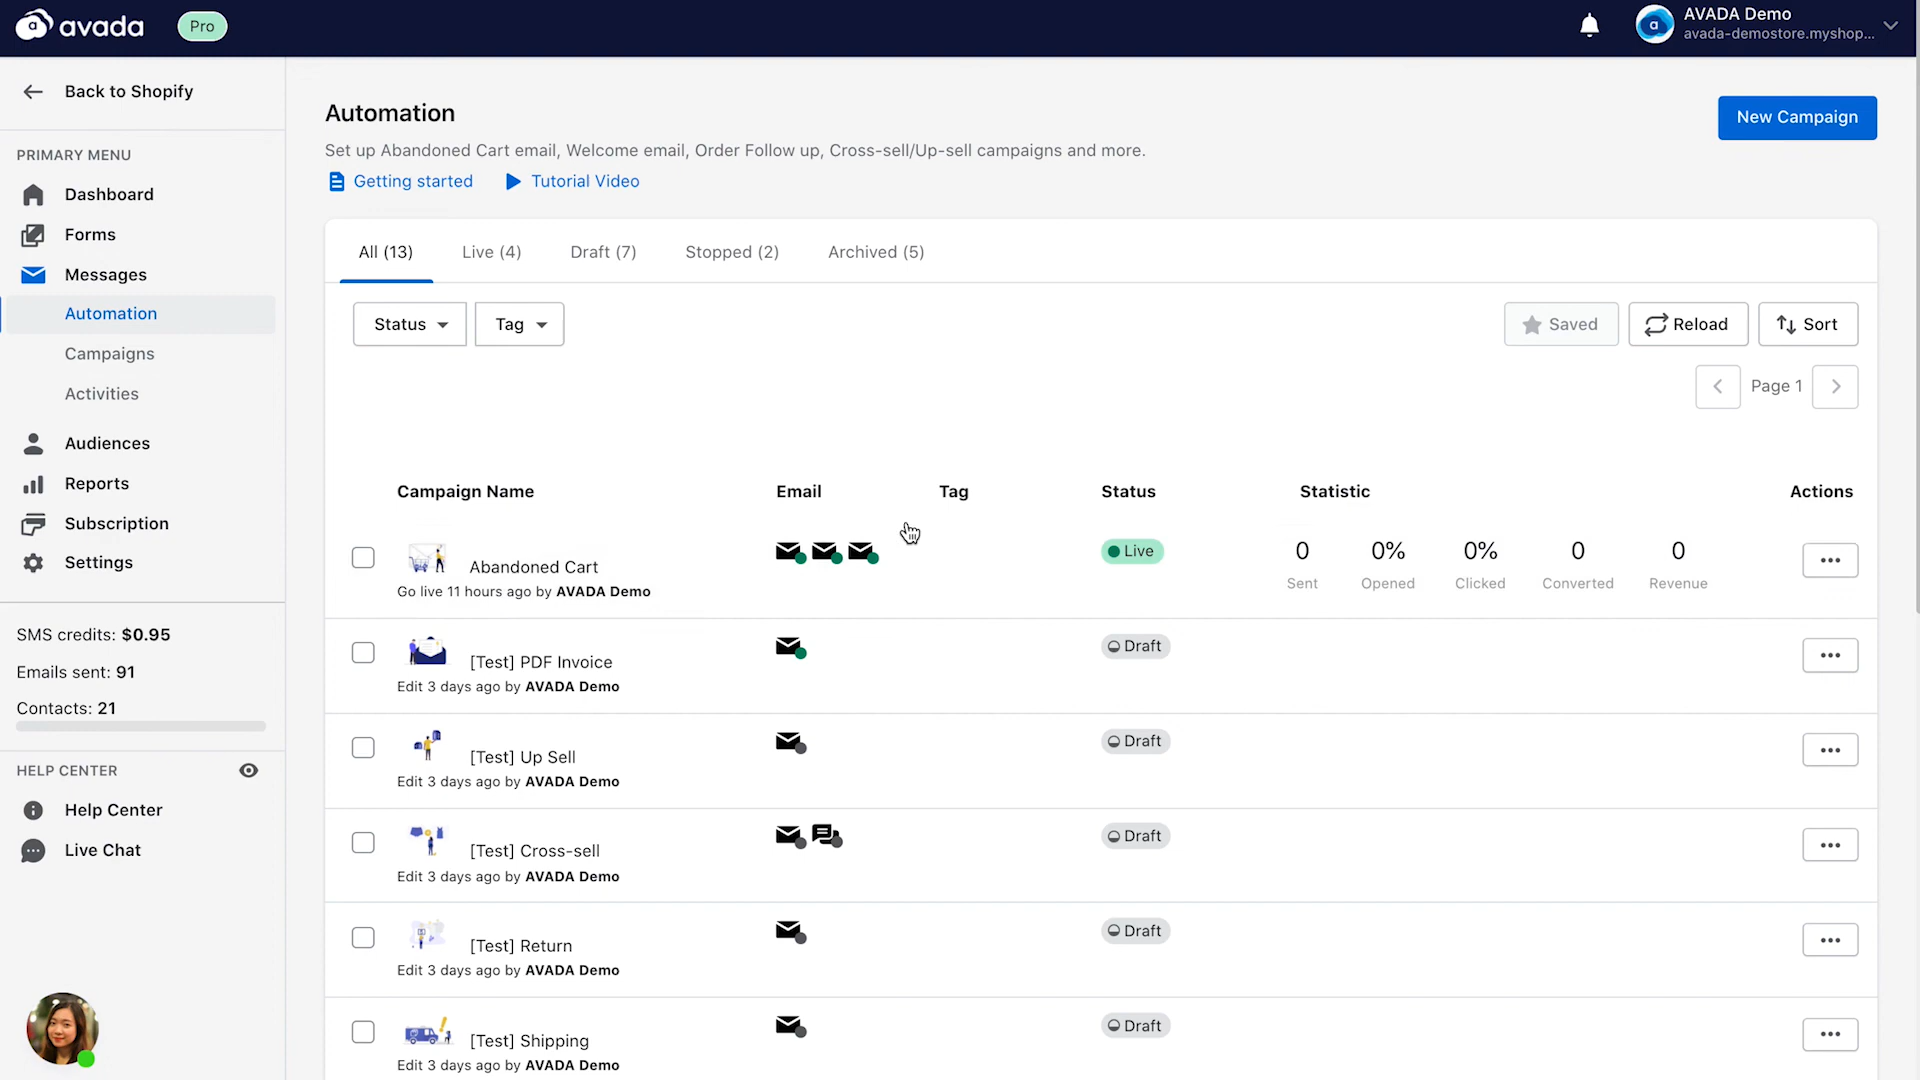 avada Pro
AVADA Demo
avada-demostore.myshop...
Back to Shopify
PRIMARY MENU
Dashboard
Forms
Messages
Automation
Campaigns
Activities
Audiences
Reports
Subscription
Settings
SMS credits: $0.95
Emails sent: 91
Contacts: 21
HELP CENTER
Help Center
Live Chat
Automation
New Campaign
Set up Abandoned Cart email, Welcome email, Order Follow up, Cross-sell/Up-sell campaigns and more.
Getting started Tutorial Video
All (13) Live (4) Draft (7) Stopped (2) Archived (5)
Status Tag Saved Reload Sort
Page 1
Campaign Name Email Tag Status Statistic Actions
Abandoned Cart Live 0 0% 0% 0 0
Sent Opened Clicked Converted Revenue
Go live 11 hours ago by AVADA Demo
[Test] PDF Invoice Draft
Edit 3 days ago by AVADA Demo
[Test] Up Sell Draft
Edit 3 days ago by AVADA Demo
[Test] Cross-sell Draft
Edit 3 days ago by AVADA Demo
[Test] Return Draft
Edit 3 days ago by AVADA Demo
[Test] Shipping Draft
Edit 3 days ago by AVADA Demo